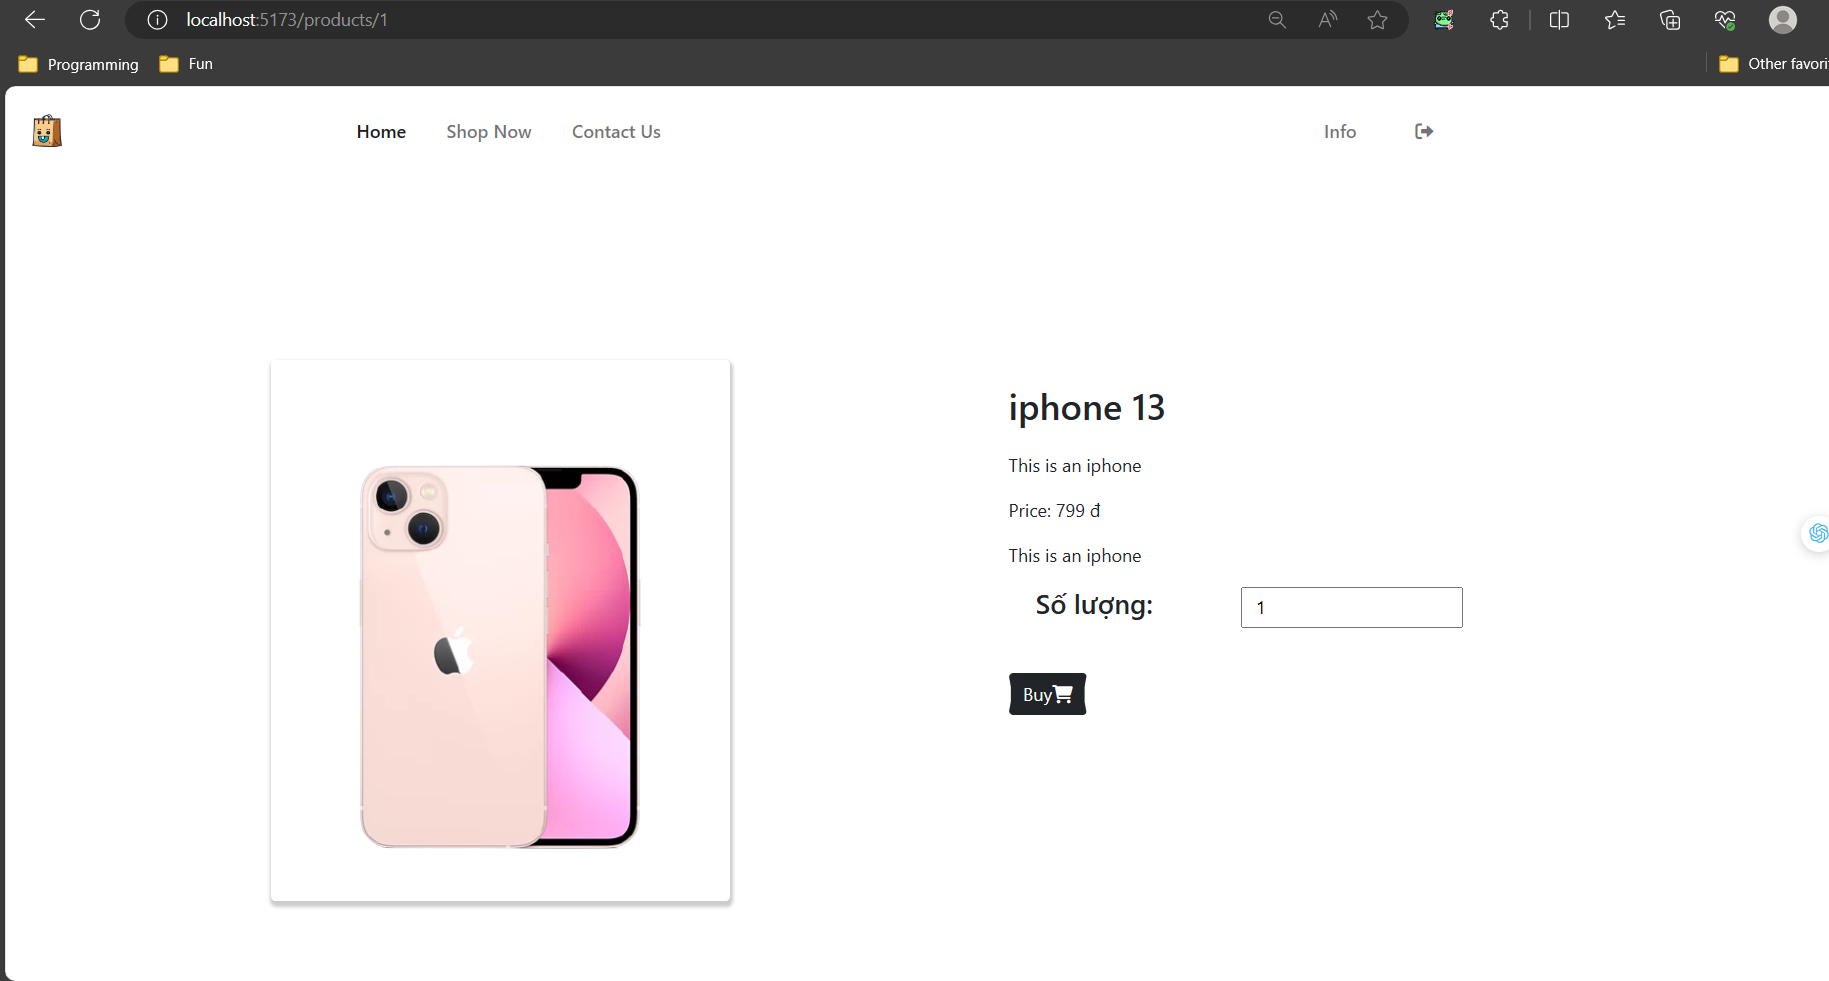 localhost:5173/products/1
Programming
Fun
Other favori
Home
Shop Now
Contact Us
Info
iphone 13
This is an iphone
Price: 799 đ
This is an iphone
Số lượng:
1
Buy